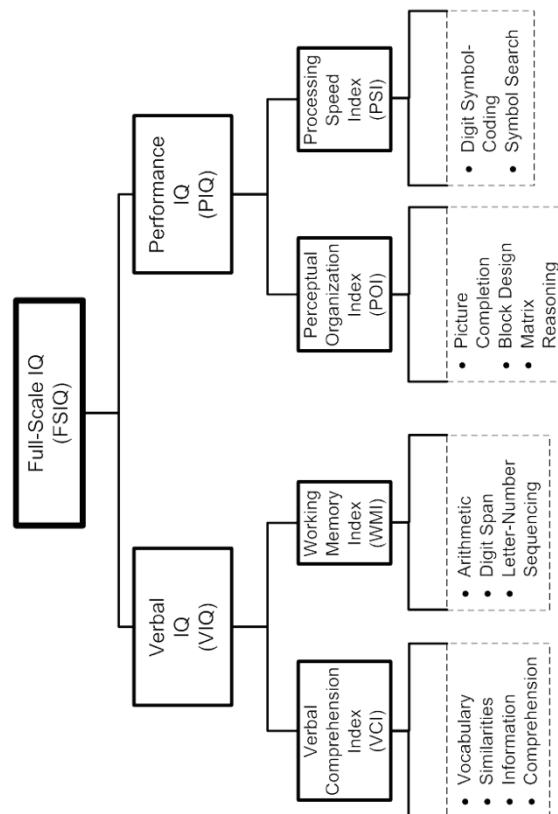 Full-Scale IQ
(FSIQ)
Verbal
IQ
(VIQ)
Performance
IQ
(PIQ)
Verbal
Comprehension
Index
(VCI)
Working
Memory
Index
(WMI)
Perceptual
Organization
Index
(POI)
Processing
Speed
Index
(PSI)
• Vocabulary
• Similarities
• Information
• Comprehension
• Arithmetic
• Digit Span
• Letter-Number
Sequencing
• Picture
Completion
• Block Design
• Matrix
Reasoning
• Digit Symbol-
Coding
• Symbol Search